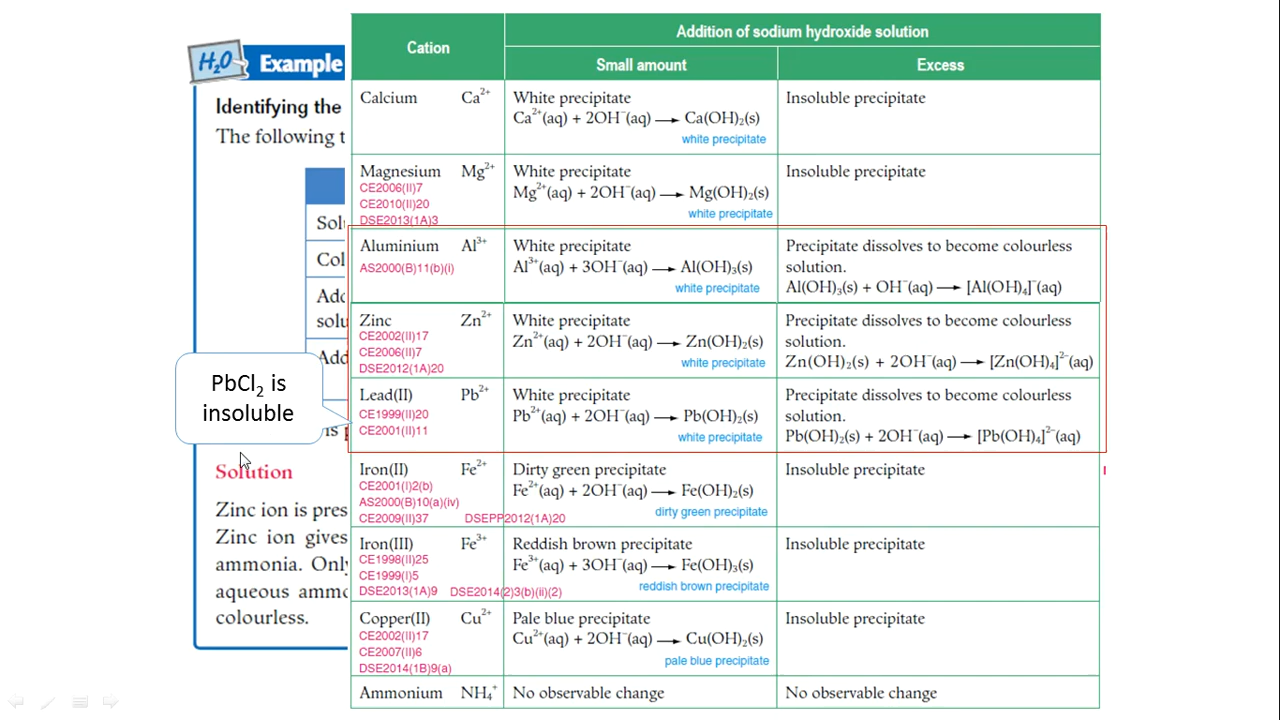 H₂O Example
Identifying the
The following t
Sol
Col
Add
solu
Add
PbCl₂ is
insoluble
is p
Solution
Zinc ion is pres
Zinc ion gives
ammonia. Only
aqueous ammo
colourless.
Cation
Addition of sodium hydroxide solution
Small amount
Excess
Calcium Ca²⁺
White precipitate
Ca²⁺(aq) + 2OH⁻(aq) → Ca(OH)₂(s)
white precipitate
Insoluble precipitate
Magnesium Mg²⁺
CE2006(II)7
CE2010(II)20
DSE2013(1A)3
White precipitate
Mg²⁺(aq) + 2OH⁻(aq) → Mg(OH)₂(s)
white precipitate
Insoluble precipitate
Aluminium Al³⁺
AS2000(B)11(b)(i)
White precipitate
Al³⁺(aq) + 3OH⁻(aq) → Al(OH)₃(s)
white precipitate
Precipitate dissolves to become colourless
solution.
Al(OH)₃(s) + OH⁻(aq) → [Al(OH)₄]⁻(aq)
Zinc Zn²⁺
CE2002(II)17
CE2006(II)7
DSE2012(1A)20
White precipitate
Zn²⁺(aq) + 2OH⁻(aq) → Zn(OH)₂(s)
white precipitate
Precipitate dissolves to become colourless
solution.
Zn(OH)₂(s) + 2OH⁻(aq) → [Zn(OH)₄]²⁻(aq)
Lead(II) Pb²⁺
CE1999(II)20
CE2001(II)11
White precipitate
Pb²⁺(aq) + 2OH⁻(aq) → Pb(OH)₂(s)
white precipitate
Precipitate dissolves to become colourless
solution.
Pb(OH)₂(s) + 2OH⁻(aq) → [Pb(OH)₄]²⁻(aq)
Iron(II) Fe²⁺
CE2001(I)2(b)
AS2000(B)10(a)(iv)
CE2009(II)37 DSEPP2012(1A)20
Dirty green precipitate
Fe²⁺(aq) + 2OH⁻(aq) → Fe(OH)₂(s)
dirty green precipitate
Insoluble precipitate
Iron(III) Fe³⁺
CE1998(II)25
CE1999(I)5
DSE2013(1A)9 DSE2014(2)3(b)(ii)(2)
Reddish brown precipitate
Fe³⁺(aq) + 3OH⁻(aq) → Fe(OH)₃(s)
reddish brown precipitate
Insoluble precipitate
Copper(II) Cu²⁺
CE2002(II)17
CE2007(II)6
DSE2014(1B)9(a)
Pale blue precipitate
Cu²⁺(aq) + 2OH⁻(aq) → Cu(OH)₂(s)
pale blue precipitate
Insoluble precipitate
Ammonium NH₄⁺
No observable change
No observable change